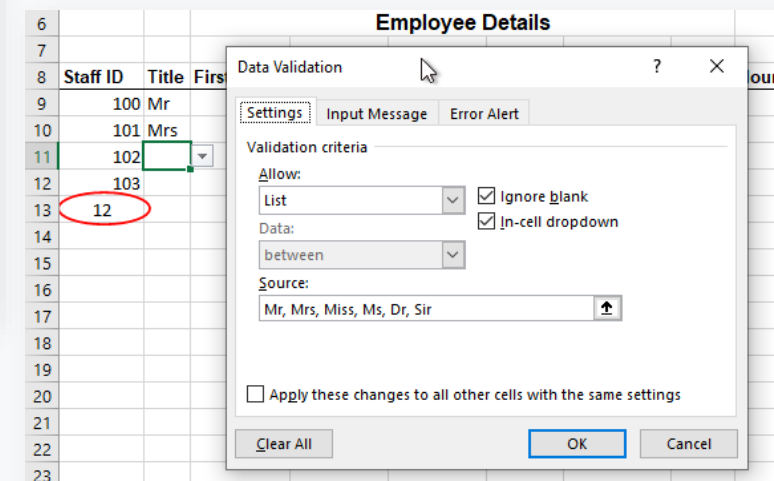 6 Employee Details
7
8 Staff ID Title First
9 100 Mr
10 101 Mrs
11 102
12 103
13 12
14
15
16
17
18
19
20
21
22
23
Data Validation ? ×
Settings Input Message Error Alert
Validation criteria
Allow:
List Ignore blank
In-cell dropdown
Data:
between
Source:
Mr, Mrs, Miss, Ms, Dr, Sir
Apply these changes to all other cells with the same settings
Clear All OK Cancel